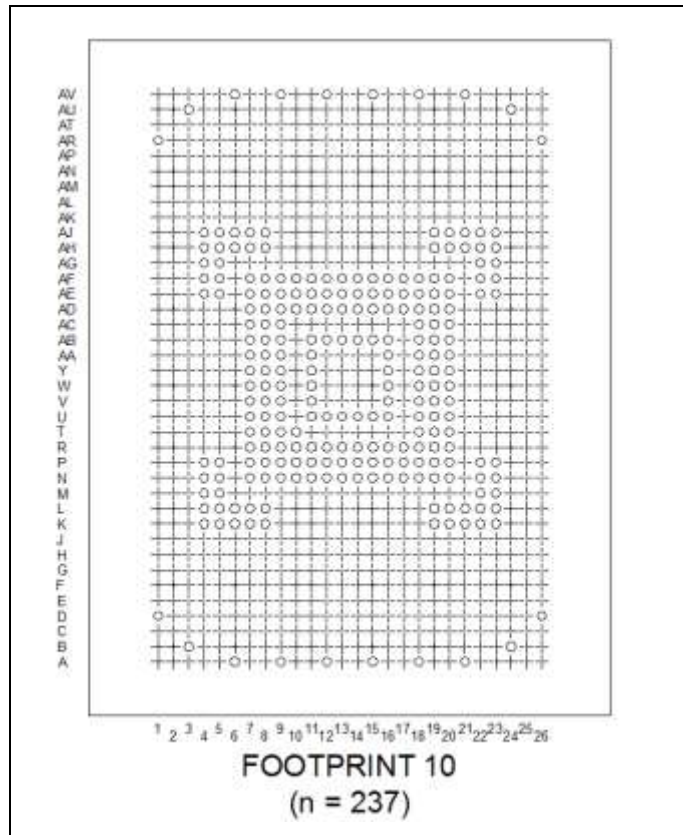 AV
AU
AT
AR
AP
AN
AM
AL
AK
AJ
AH
AG
AF
AE
AD
AC
AB
AA
Y
W
V
U
T
R
P
N
M
L
K
J
H
G
F
E
D
C
B
A
1 2 3 4 5 6 7 8 9 10 11 12 13 14 15 16 17 18 19 20 21 22 23 24 25 26
FOOTPRINT 10
(n = 237)